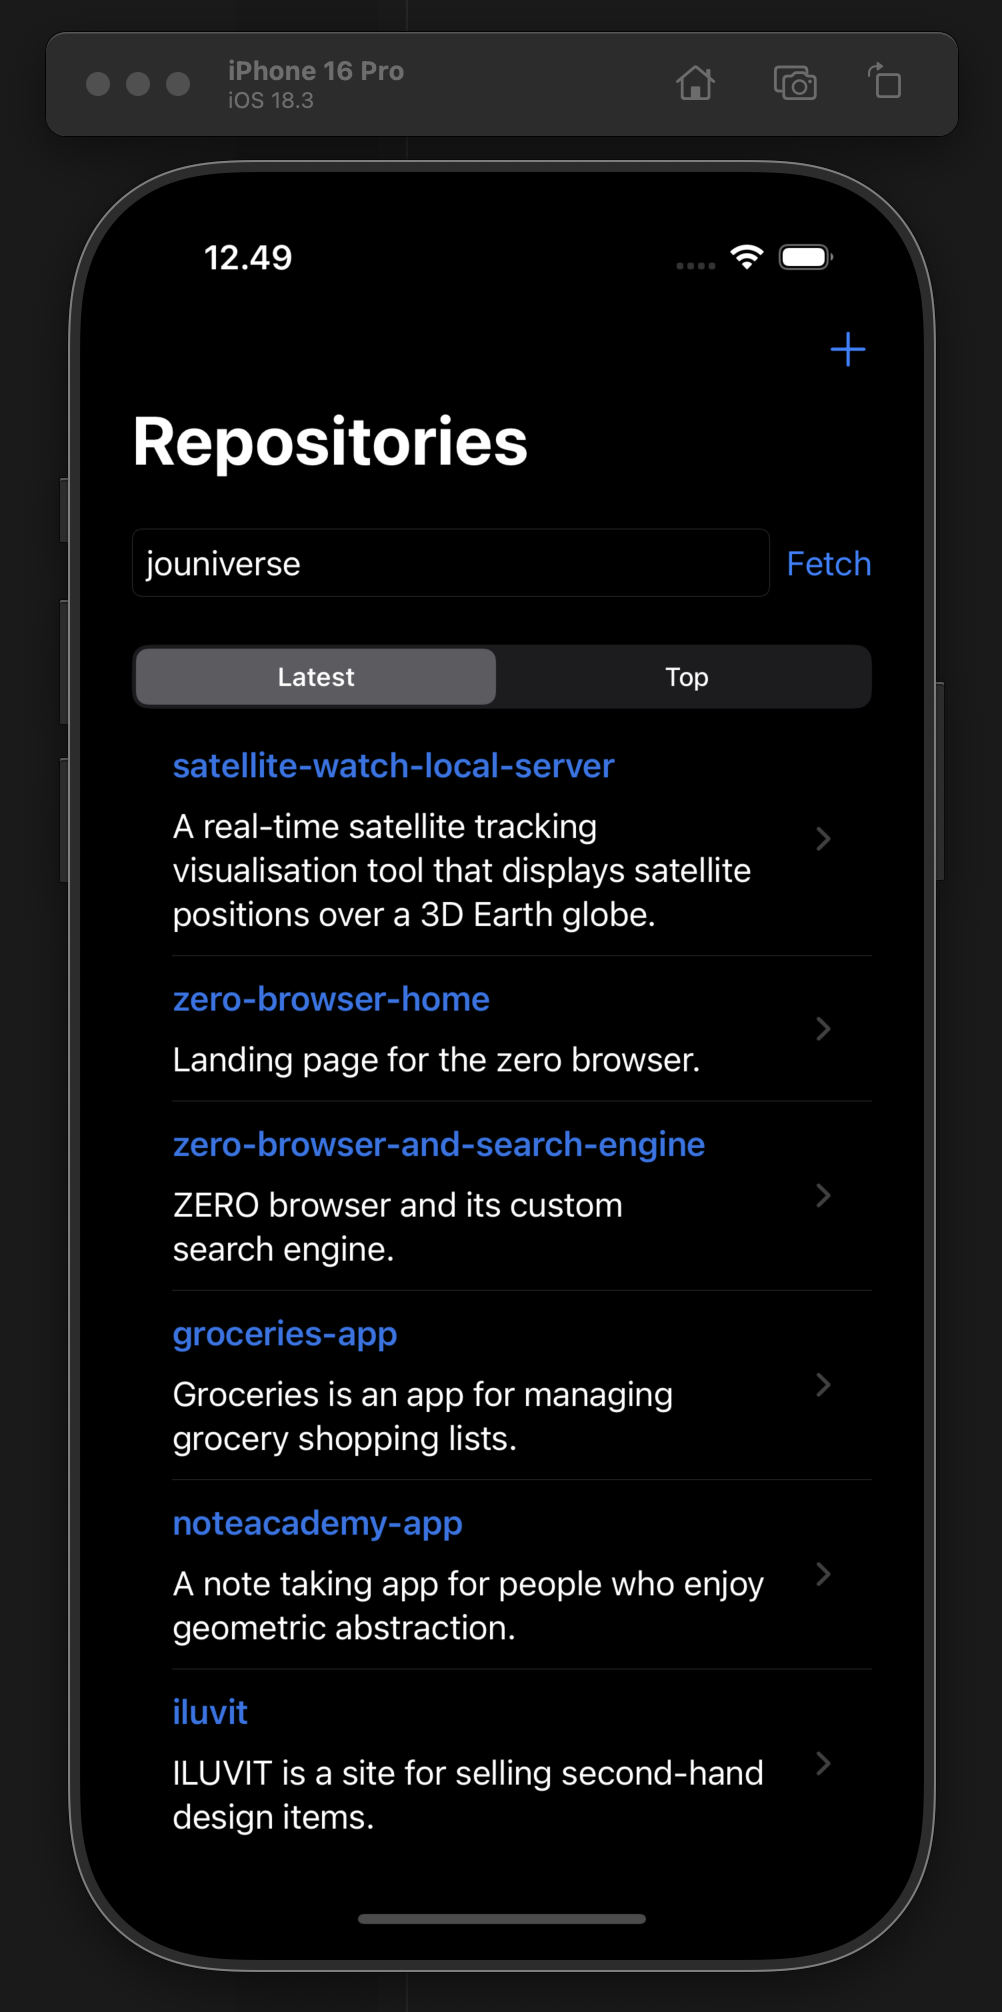 iPhone 16 Pro
iOS 18.3
12.49
Repositories
jouniverse
Fetch
Latest
Top
satellite-watch-local-server
A real-time satellite tracking
visualisation tool that displays satellite
positions over a 3D Earth globe.
zero-browser-home
Landing page for the zero browser.
zero-browser-and-search-engine
ZERO browser and its custom
search engine.
groceries-app
Groceries is an app for managing
grocery shopping lists.
noteacademy-app
A note taking app for people who enjoy
geometric abstraction.
iluvit
ILUVIT is a site for selling second-hand
design items.